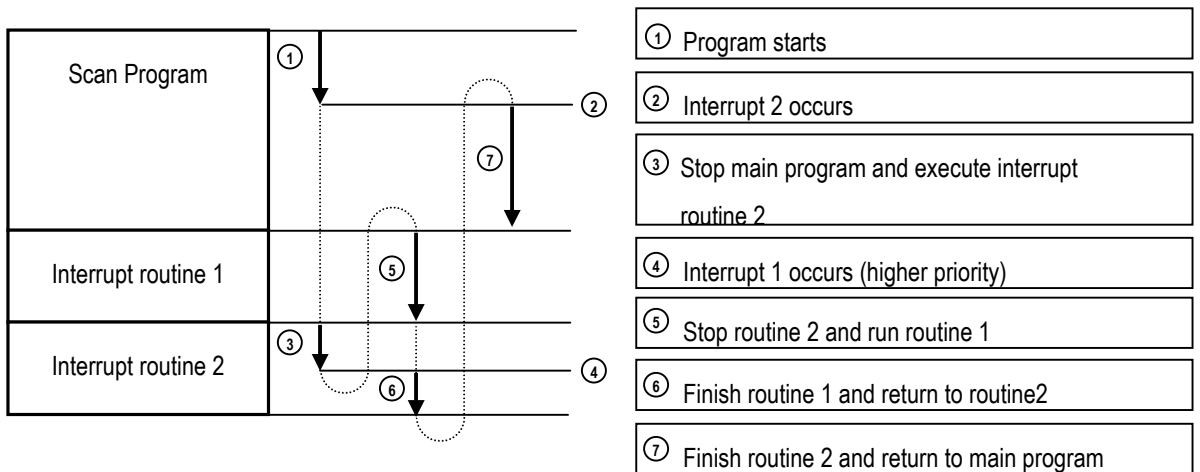 Scan Program
Interrupt routine 1
Interrupt routine 2
①
②
⑦
⑤
③
④
⑥
① Program starts
② Interrupt 2 occurs
③ Stop main program and execute interrupt
routine 2
④ Interrupt 1 occurs (higher priority)
⑤ Stop routine 2 and run routine 1
⑥ Finish routine 1 and return to routine2
⑦ Finish routine 2 and return to main program